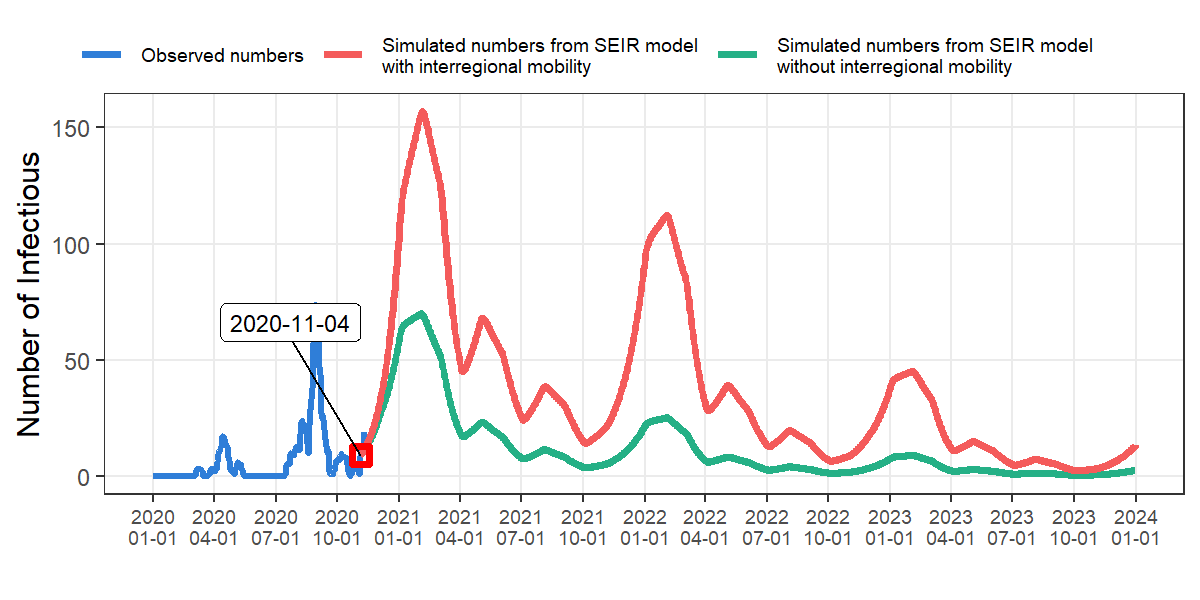 Observed numbers
Simulated numbers from SEIR model
with interregional mobility
Simulated numbers from SEIR model
without interregional mobility
Number of Infectious
150
100
50
0
2020-11-04
2020 2020 2020 2020 2021 2021 2021 2021 2022 2022 2022 2022 2023 2023 2023 2023 2024
01-01 04-01 07-01 10-01 01-01 04-01 07-01 10-01 01-01 04-01 07-01 10-01 01-01 04-01 07-01 10-01 01-01